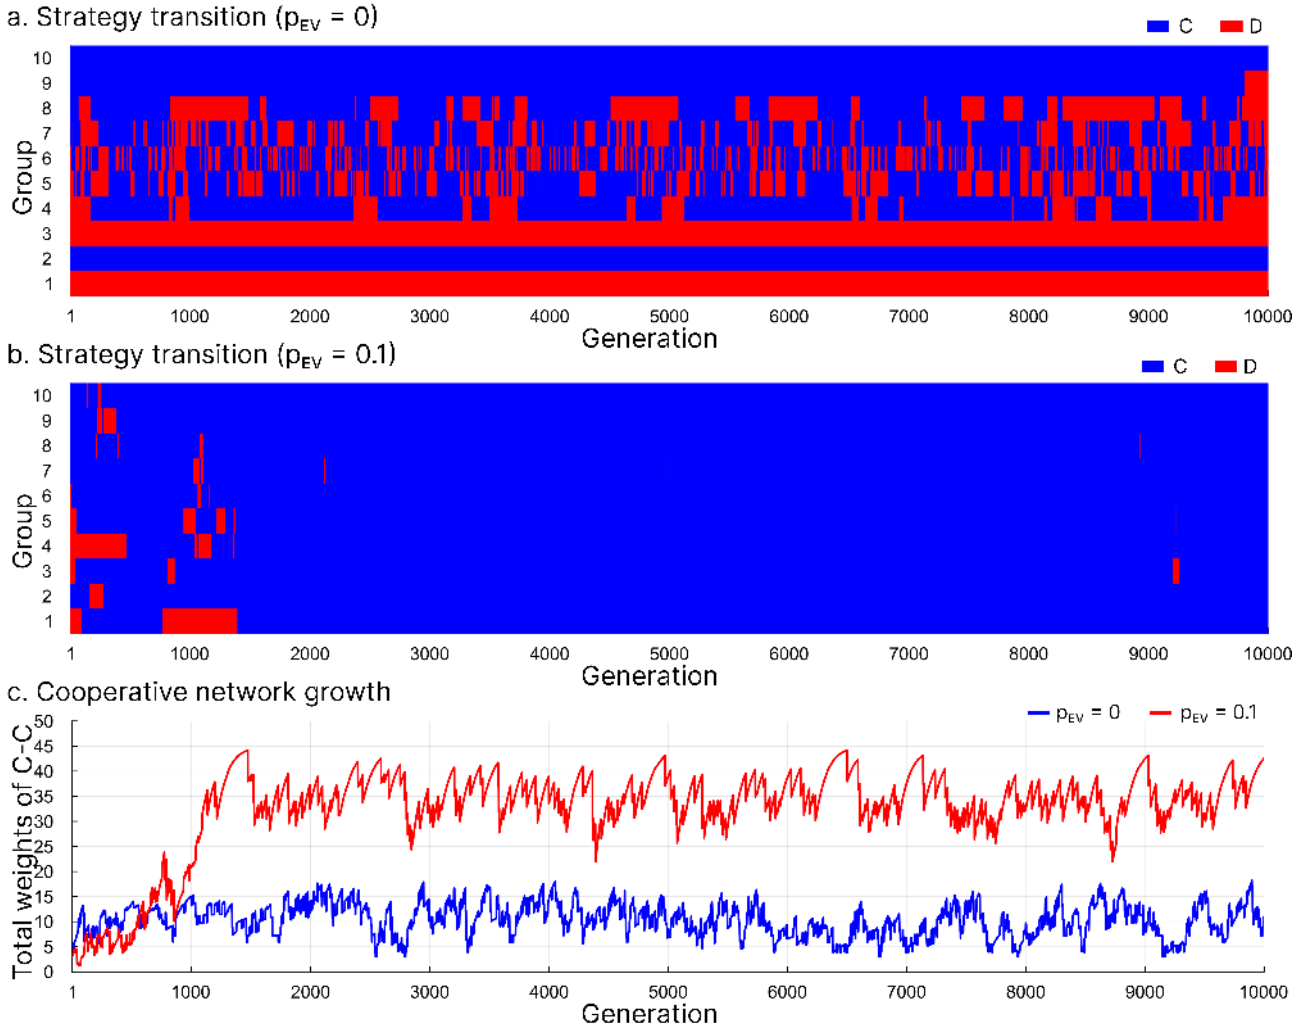 a. Strategy transition (pEV = 0)
C D
10
9
8
7
6
5
4
3
2
1
Group
1 1000 2000 3000 4000 5000 6000 7000 8000 9000 10000
Generation
b. Strategy transition (pEV = 0.1)
C D
10
9
8
7
6
5
4
3
2
1
Group
1 1000 2000 3000 4000 5000 6000 7000 8000 9000 10000
Generation
c. Cooperative network growth
pEV = 0 pEV = 0.1
50
45
40
35
30
25
20
15
10
5
0
Total weights of C-C
1 1000 2000 3000 4000 5000 6000 7000 8000 9000 10000
Generation